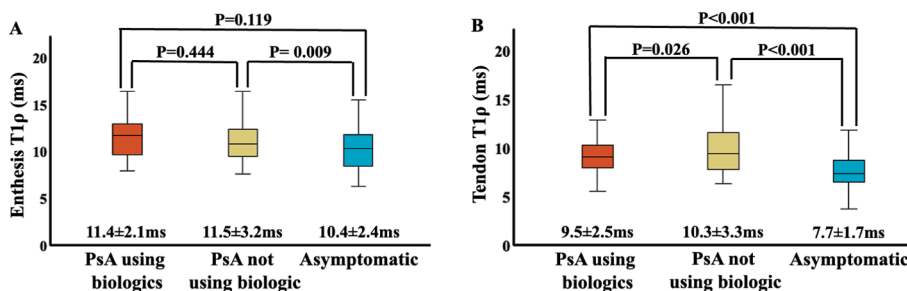 A
P=0.119
P=0.444
P= 0.009
Enthesis T1ρ (ms)
20
15
10
5
0
11.4±2.1ms
11.5±3.2ms
10.4±2.4ms
PsA using
biologics
PsA not
using biologic
Asymptomatic
B
P<0.001
P=0.026
P<0.001
Tendon T1ρ (ms)
20
15
10
5
0
9.5±2.5ms
10.3±3.3ms
7.7±1.7ms
PsA using
biologics
PsA not
using biologic
Asymptomatic